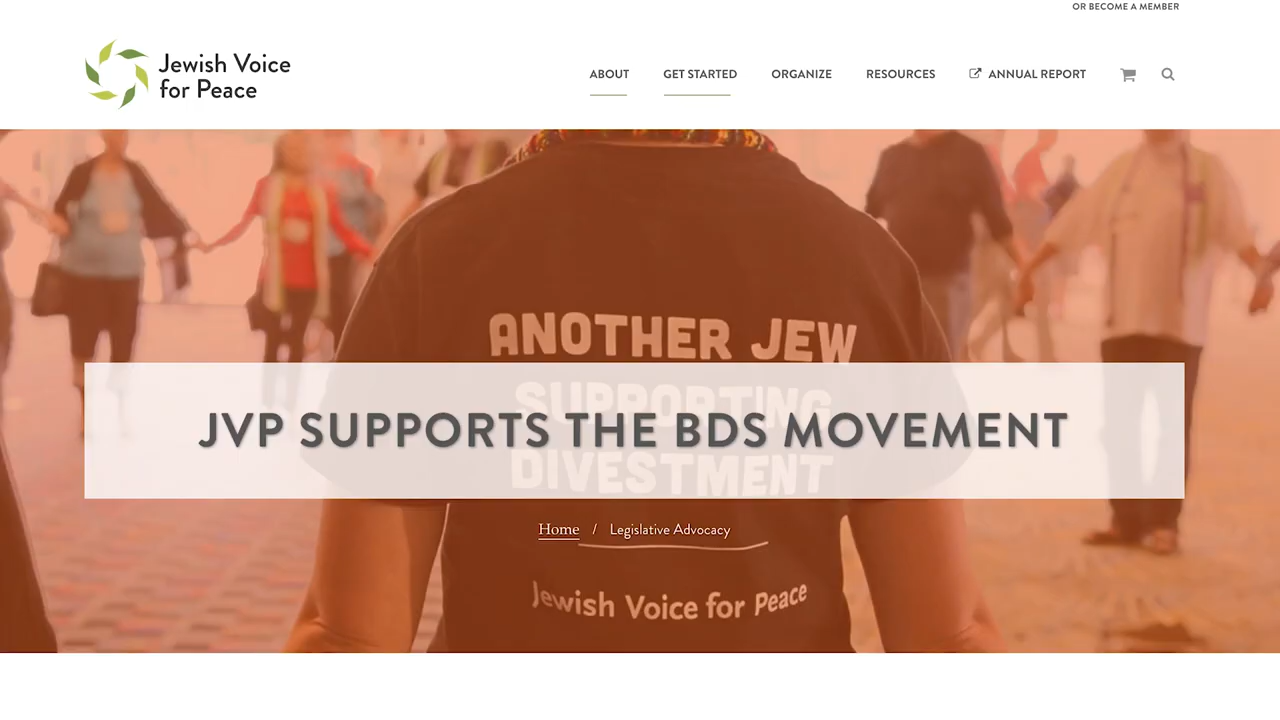 OR BECOME A MEMBER
Jewish Voice
for Peace
ABOUT GET STARTED ORGANIZE RESOURCES ANNUAL REPORT
ANOTHER JEW
SUPPORTING
JVP SUPPORTS THE BDS MOVEMENT
DIVESTMENT
Home / Legislative Advocacy
Jewish Voice for Peace